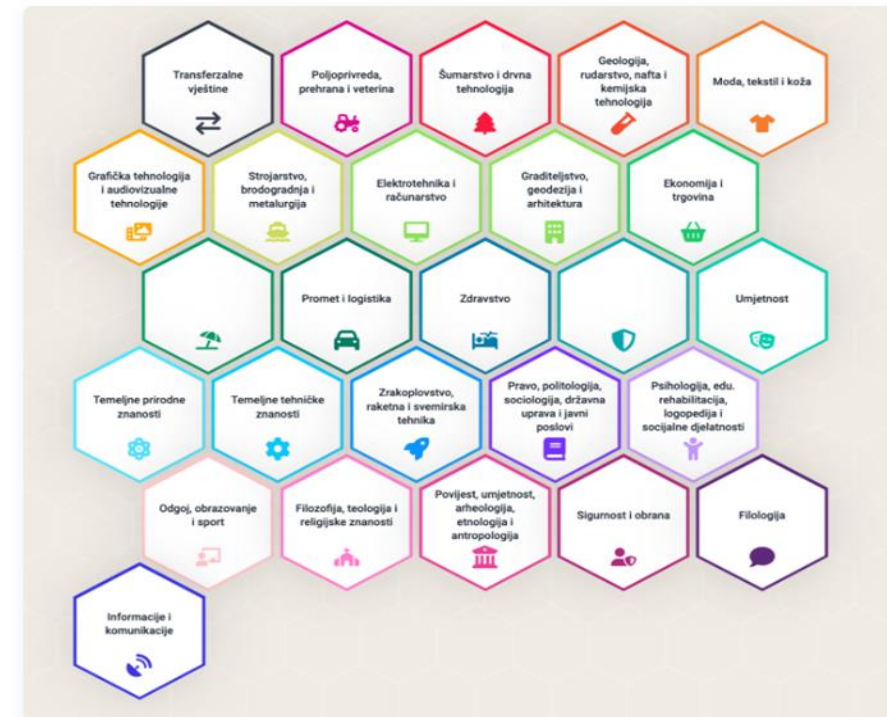 Transferzalne
vještine
Poljoprivreda,
prehrana i veterina
Šumarstvo i drvna
tehnologija
Geologija,
rudarstvo, nafta i
kemijska
tehnologija
Moda, tekstil i koža
Grafička tehnologija
i audiovizualne
tehnologije
Strojarstvo,
brodogradnja i
metalurgija
Elektrotehnika i
računarstvo
Graditeljstvo,
geodezija i
arhitektura
Ekonomija i
trgovina
Promet i logistika
Zdravstvo
Umjetnost
Temeljne prirodne
znanosti
Temeljne tehničke
znanosti
Zrakoplovstvo,
raketna i svemirska
tehnika
Pravo, politologija,
sociologija, državna
uprava i javni
poslovi
Psihologija, edu.
rehabilitacija,
logopedija i
socijalne djelatnosti
Odgoj, obrazovanje
i sport
Filozofija, teologija i
religijske znanosti
Povijest, umjetnost,
arheologija,
etnologija i
antropologija
Sigurnost i obrana
Filologija
Informacije i
komunikacije